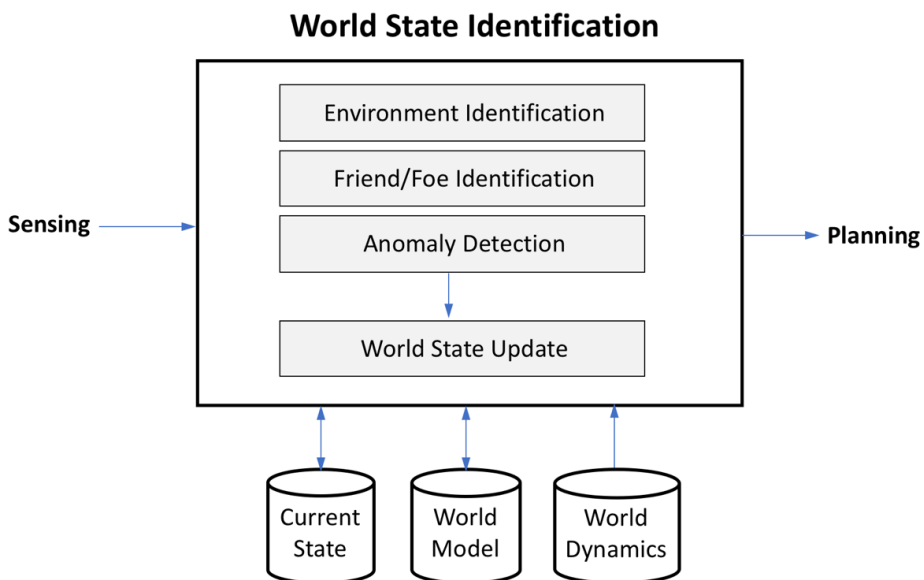 World State Identification
Environment Identification
Friend/Foe Identification
Sensing
Anomaly Detection
Planning
World State Update
Current
State
World
Model
World
Dynamics